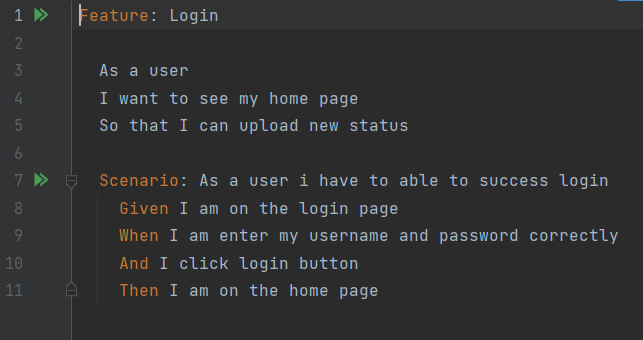 1 Feature: Login
2
3 As a user
4 I want to see my home page
5 So that I can upload new status
6
7 Scenario: As a user i have to able to success login
8 Given I am on the login page
9 When I am enter my username and password correctly
10 And I click login button
11 Then I am on the home page